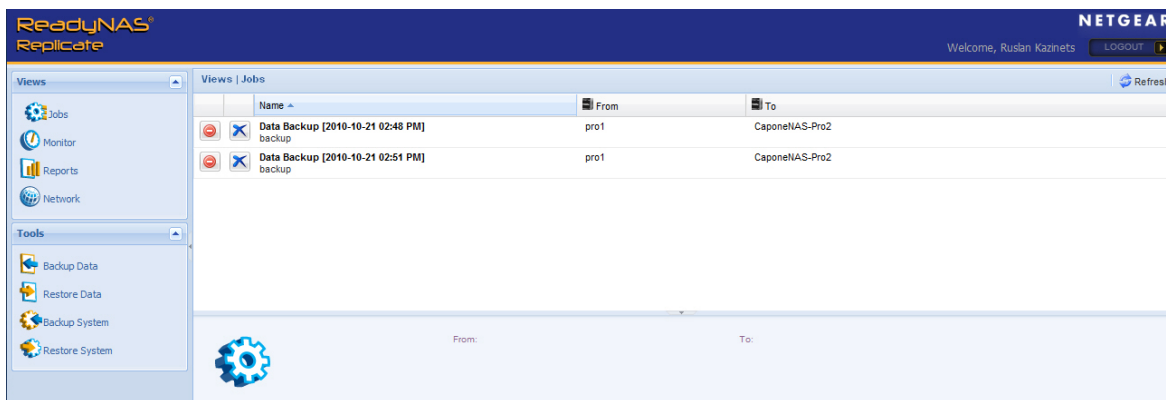 ReadyNAS®
Replicate
NETGEAR
Welcome, Ruslan Kazinets LOGOUT
Views
Jobs
Monitor
Reports
Network
Tools
Backup Data
Restore Data
Backup System
Restore System
Views | Jobs
Refresh
Name From To
Data Backup [2010-10-21 02:48 PM] pro1 CaponeNAS-Pro2
backup
Data Backup [2010-10-21 02:51 PM] pro1 CaponeNAS-Pro2
backup
From: To: